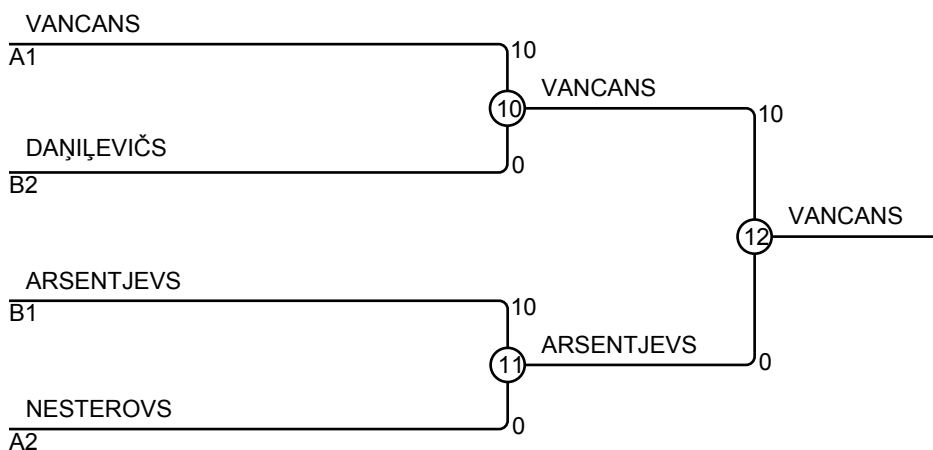 VANCANS
A1
10
10
VANCANS
10
DAŅIĻEVIČS
B2
0
12
VANCANS
ARSENTJEVS
B1
10
11
ARSENTJEVS
0
NESTEROVS
A2
0